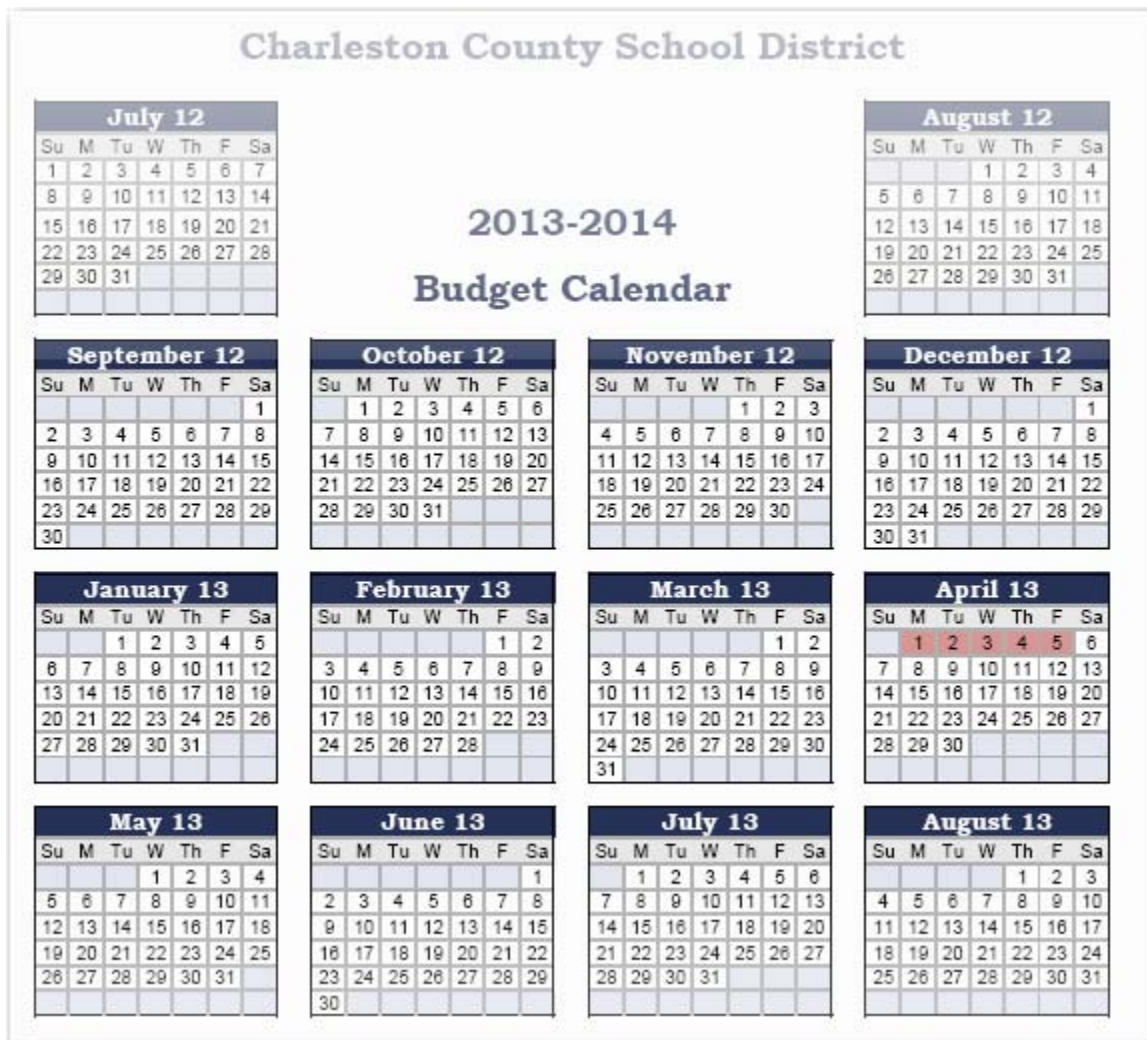 Charleston County School District
July 12
Su M Tu W Th F Sa
1 2 3 4 5 6 7
8 9 10 11 12 13 14
15 16 17 18 19 20 21
22 23 24 25 26 27 28
29 30 31
2013-2014
Budget Calendar
August 12
Su M Tu W Th F Sa
1 2 3 4
5 6 7 8 9 10 11
12 13 14 15 16 17 18
19 20 21 22 23 24 25
26 27 28 29 30 31
September 12
Su M Tu W Th F Sa
1
2 3 4 5 6 7 8
9 10 11 12 13 14 15
16 17 18 19 20 21 22
23 24 25 26 27 28 29
30
October 12
Su M Tu W Th F Sa
1 2 3 4 5 6
7 8 9 10 11 12 13
14 15 16 17 18 19 20
21 22 23 24 25 26 27
28 29 30 31
November 12
Su M Tu W Th F Sa
1 2 3
4 5 6 7 8 9 10
11 12 13 14 15 16 17
18 19 20 21 22 23 24
25 26 27 28 29 30
December 12
Su M Tu W Th F Sa
1
2 3 4 5 6 7 8
9 10 11 12 13 14 15
16 17 18 19 20 21 22
23 24 25 26 27 28 29
30 31
January 13
Su M Tu W Th F Sa
1 2 3 4 5
6 7 8 9 10 11 12
13 14 15 16 17 18 19
20 21 22 23 24 25 26
27 28 29 30 31
February 13
Su M Tu W Th F Sa
1 2
3 4 5 6 7 8 9
10 11 12 13 14 15 16
17 18 19 20 21 22 23
24 25 26 27 28
March 13
Su M Tu W Th F Sa
1 2
3 4 5 6 7 8 9
10 11 12 13 14 15 16
17 18 19 20 21 22 23
24 25 26 27 28 29 30
31
April 13
Su M Tu W Th F Sa
1 2 3 4 5 6
7 8 9 10 11 12 13
14 15 16 17 18 19 20
21 22 23 24 25 26 27
28 29 30
May 13
Su M Tu W Th F Sa
1 2 3 4
5 6 7 8 9 10 11
12 13 14 15 16 17 18
19 20 21 22 23 24 25
26 27 28 29 30 31
June 13
Su M Tu W Th F Sa
1
2 3 4 5 6 7 8
9 10 11 12 13 14 15
16 17 18 19 20 21 22
23 24 25 26 27 28 29
30
July 13
Su M Tu W Th F Sa
1 2 3 4 5 6
7 8 9 10 11 12 13
14 15 16 17 18 19 20
21 22 23 24 25 26 27
28 29 30 31
August 13
Su M Tu W Th F Sa
1 2 3
4 5 6 7 8 9 10
11 12 13 14 15 16 17
18 19 20 21 22 23 24
25 26 27 28 29 30 31